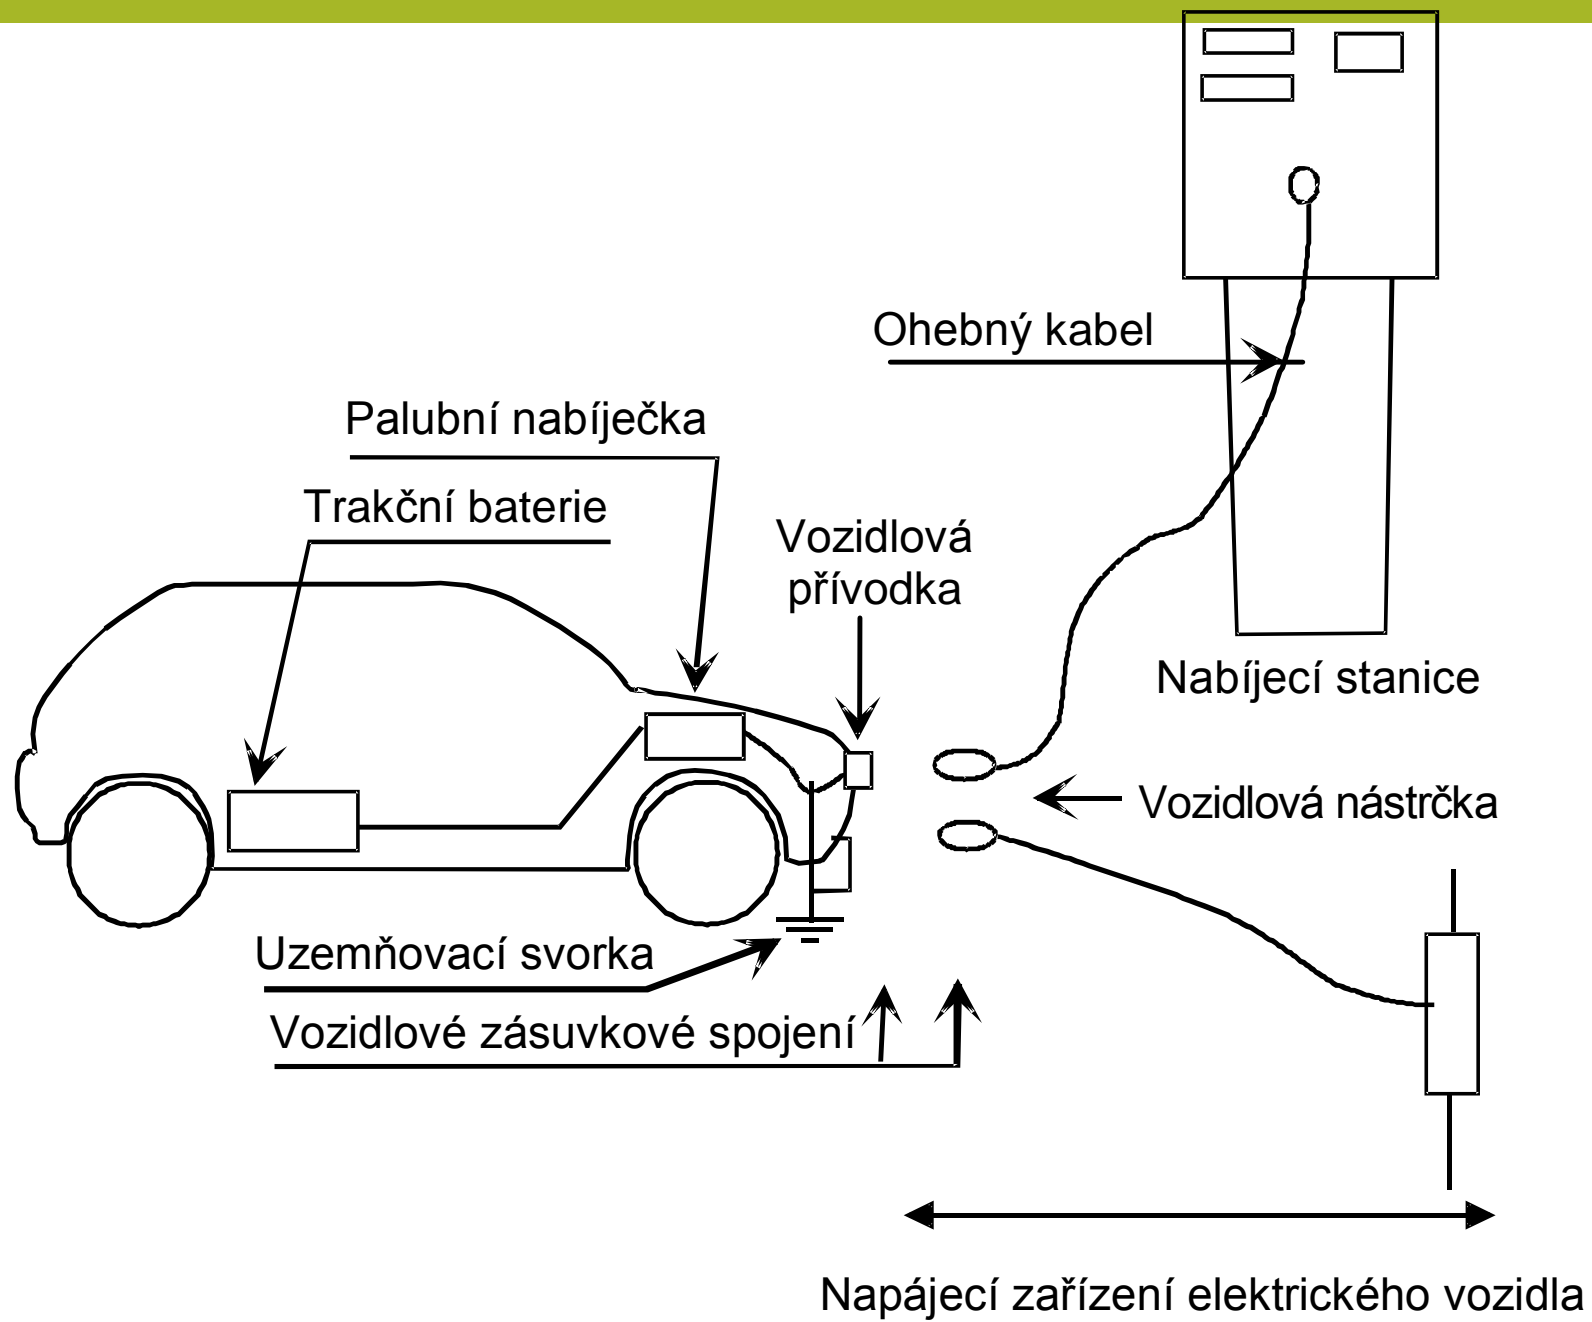 Ohebný kabel
Palubní nabíječka
Trakční baterie
Vozidlová
přívodka
Nabíjecí stanice
Vozidlová nástrčka
Uzemňovací svorka
Vozidlové zásuvkové spojení
Napájecí zařízení elektrického vozidla